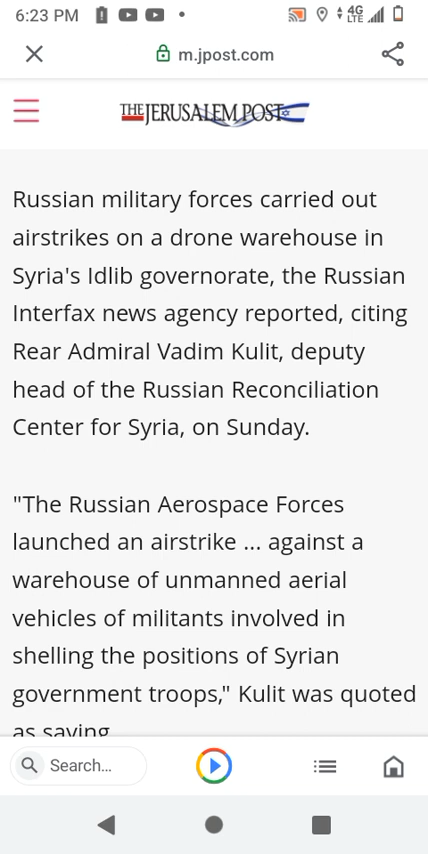 6:23 PM
4G
LTE
m.jpost.com
THE JERUSALEM POST
Russian military forces carried out
airstrikes on a drone warehouse in
Syria's Idlib governorate, the Russian
Interfax news agency reported, citing
Rear Admiral Vadim Kulit, deputy
head of the Russian Reconciliation
Center for Syria, on Sunday.
"The Russian Aerospace Forces
launched an airstrike ... against a
warehouse of unmanned aerial
vehicles of militants involved in
shelling the positions of Syrian
government troops," Kulit was quoted
as saying
Search...